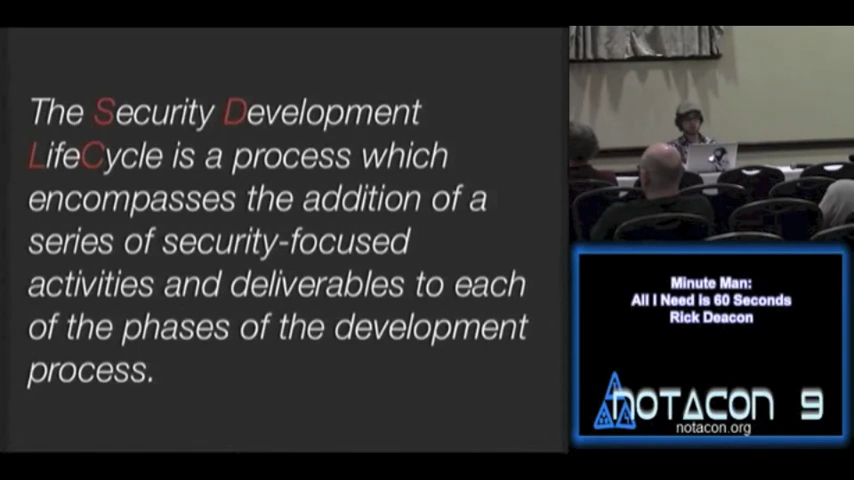 The Security Development
LifeCycle is a process which
encompasses the addition of a
series of security-focused
activities and deliverables to each
of the phases of the development
process.
Minute Man:
All I Need is 60 Seconds
Rick Deacon
NOTACON 9
notacon.org